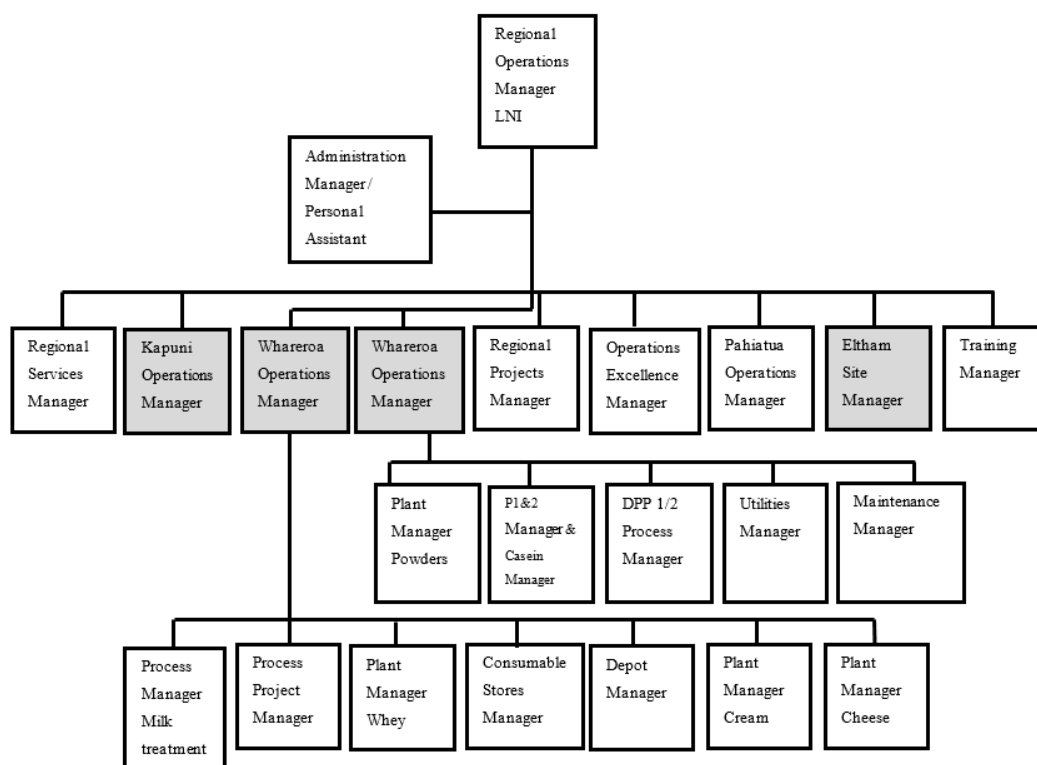 Regional
Operations
Manager
LNI
Administration
Manager/
Personal
Assistant
Regional
Services
Manager
Kapuni
Operations
Manager
Whareroa
Operations
Manager
Whareroa
Operations
Manager
Regional
Projects
Manager
Operations
Excellence
Manager
Pahiatua
Operations
Manager
Eltham
Site
Manager
Training
Manager
Plant
Manager
Powders
P1&2
Manager &
Casein
Manager
DPP 1/2
Process
Manager
Utilities
Manager
Maintenance
Manager
Process
Manager
Milk
treatment
Process
Project
Manager
Plant
Manager
Whey
Consumable
Stores
Manager
Depot
Manager
Plant
Manager
Cream
Plant
Manager
Cheese